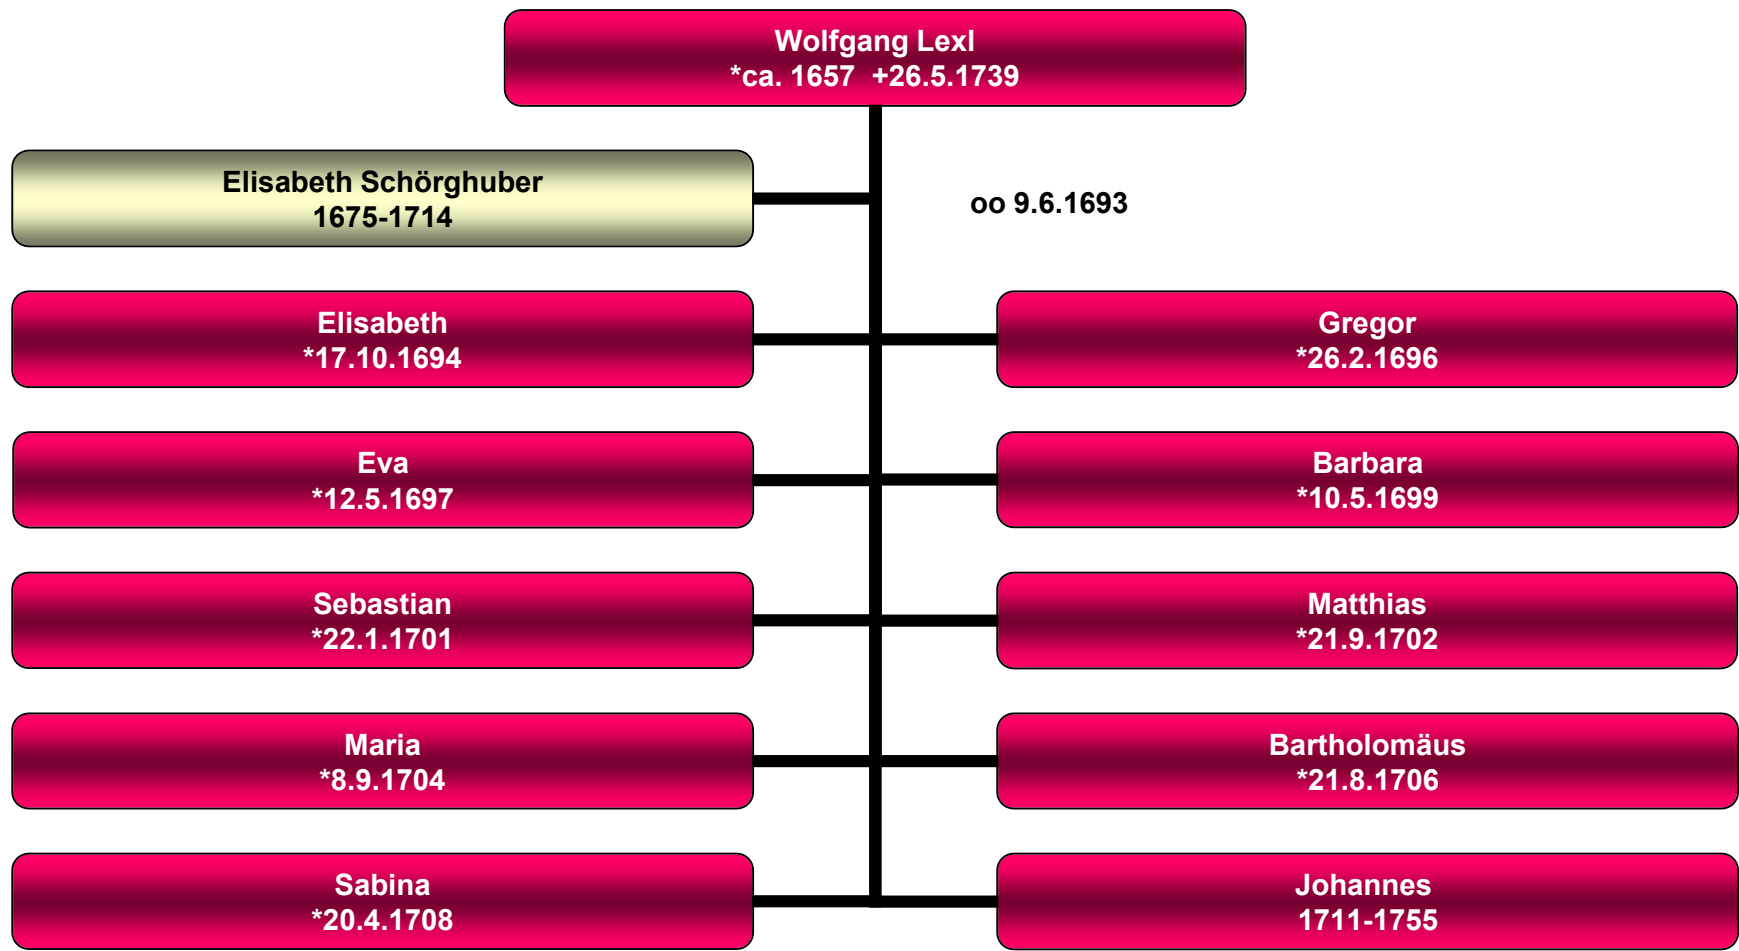 Wolfgang Lexl
*ca. 1657  +26.5.1739
Elisabeth Schörghuber
1675-1714
oo 9.6.1693
Elisabeth
*17.10.1694
Gregor
*26.2.1696
Eva
*12.5.1697
Barbara
*10.5.1699
Sebastian
*22.1.1701
Matthias
*21.9.1702
Maria
*8.9.1704
Bartholomäus
*21.8.1706
Sabina
*20.4.1708
Johannes
1711-1755